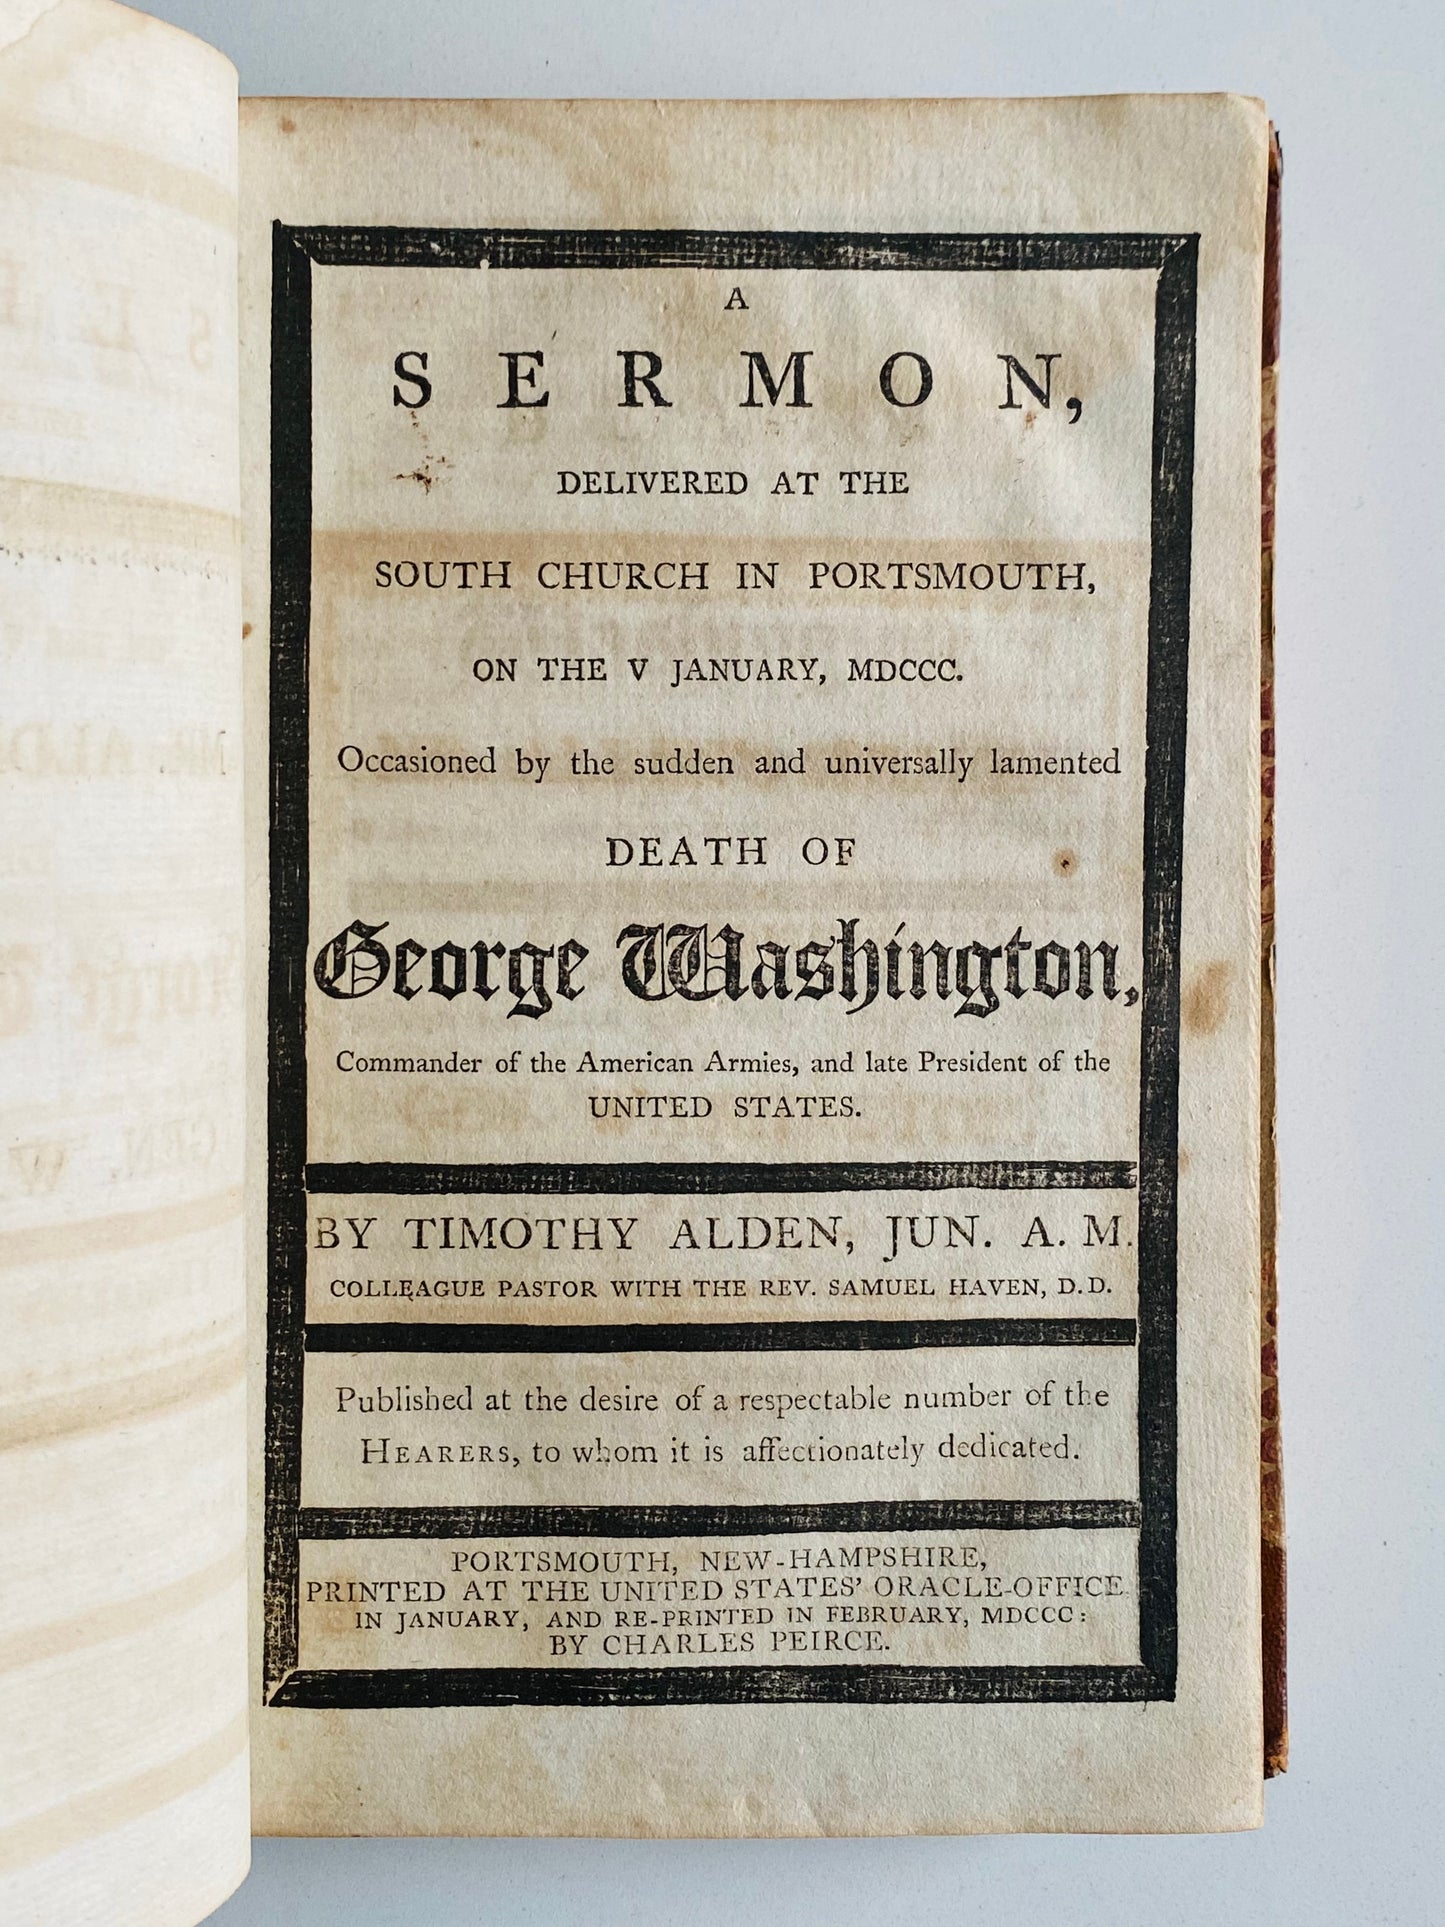 A
SERMON,
DELIVERED AT THE
SOUTH CHURCH IN PORTSMOUTH,
ON THE V JANUARY, MDCCC.
Occasioned by the sudden and universally lamented
DEATH OF
George Washington,
Commander of the American Armies, and late President of the
UNITED STATES.
BY TIMOTHY ALDEN, JUN. A. M.
COLLEAGUE PASTOR WITH THE REV. SAMUEL HAVEN, D.D.
Published at the desire of a respectable number of the
HEARERS, to whom it is affectionately dedicated.
PORTSMOUTH, NEW-HAMPSHIRE,
PRINTED AT THE UNITED STATES' ORACLE-OFFICE
IN JANUARY, AND RE-PRINTED IN FEBRUARY, MDCCC:
BY CHARLES PEIRCE.